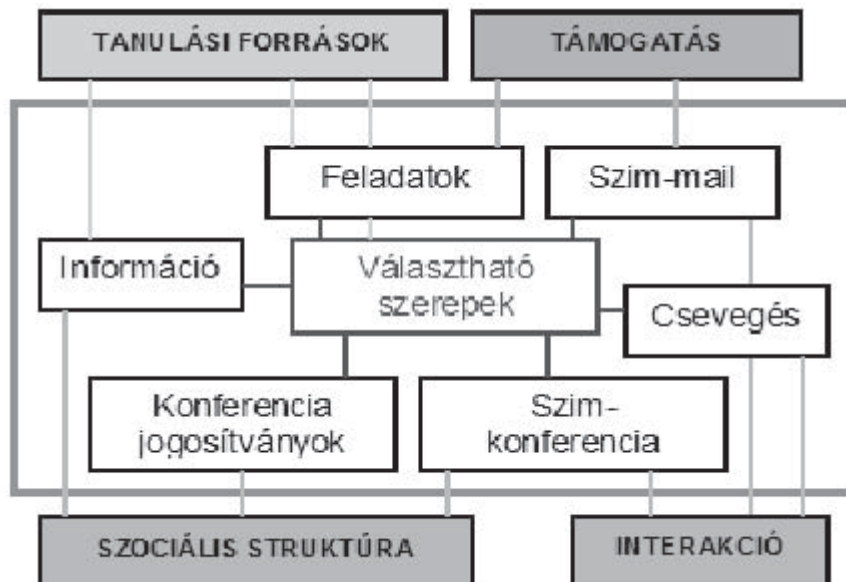 TANULÁSI FORRÁSOK
TÁMOGATÁS
Feladatok
Szim-mail
Információ
Választható
szerepek
Csevegés
Konferencia
jogosítványok
Szim-
konferencia
SZOCIÁLIS STRUKTÚRA
INTERAKCIÓ